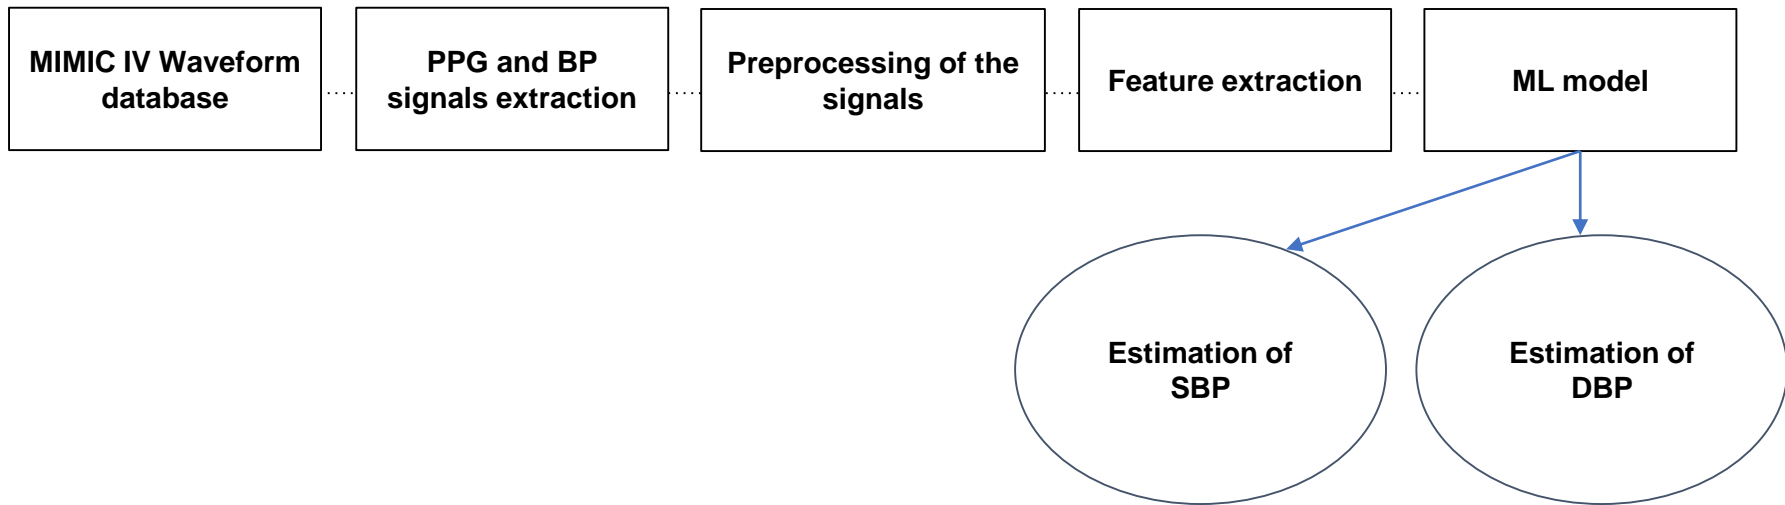 MIMIC IV Waveform
database
PPG and BP
signals extraction
Preprocessing of the
signals
Feature extraction
ML model
Estimation of
SBP
Estimation of
DBP